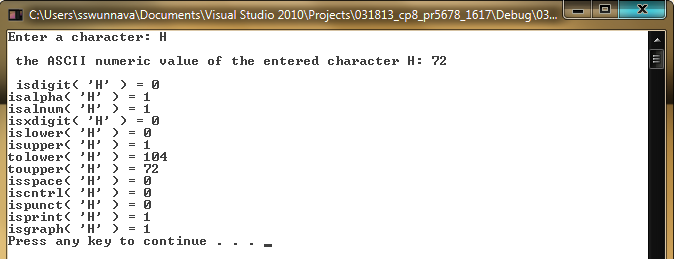 C:\Users\sswunnava\Documents\Visual Studio 2010\Projects\031813_cp8_pr5678_1617\Debug\03...
Enter a character: H
the ASCII numeric value of the entered character H: 72
isdigit( 'H' ) = 0
isalpha( 'H' ) = 1
isalnum( 'H' ) = 1
isxdigit( 'H' ) = 0
islower( 'H' ) = 0
isupper( 'H' ) = 1
tolower( 'H' ) = 104
toupper( 'H' ) = 72
isspace( 'H' ) = 0
iscntrl( 'H' ) = 0
ispunct( 'H' ) = 0
isprint( 'H' ) = 1
isgraph( 'H' ) = 1
Press any key to continue . . . _